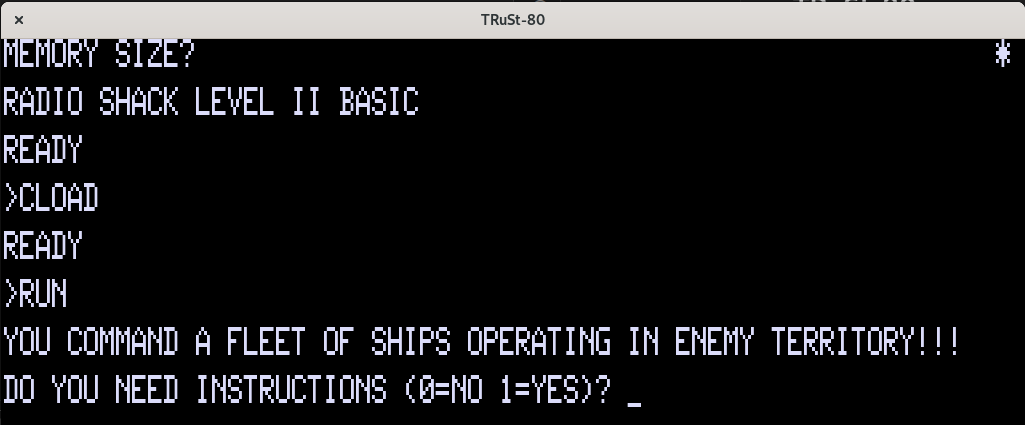 TRuSt-80
MEMORY SIZE? *
RADIO SHACK LEVEL II BASIC
READY
>CLOAD
READY
>RUN
YOU COMMAND A FLEET OF SHIPS OPERATING IN ENEMY TERRITORY!!!
DO YOU NEED INSTRUCTIONS (0=NO 1=YES)? _